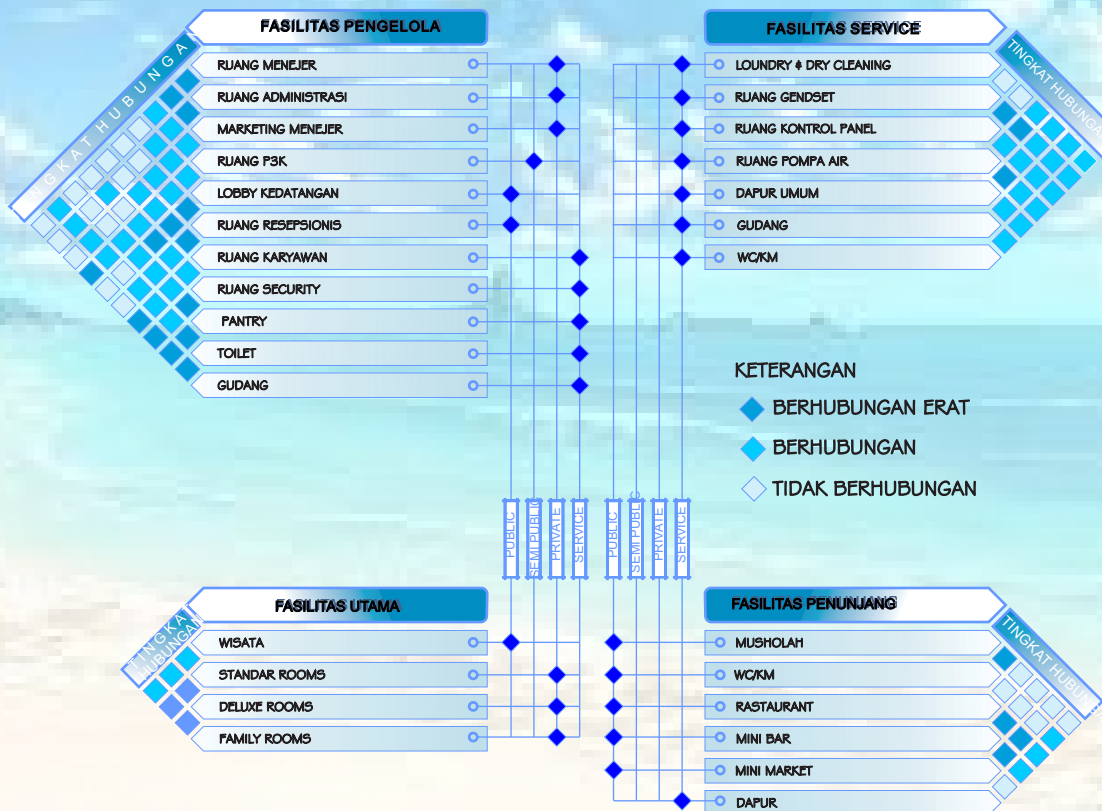 FASILITAS PENGELOLA
TINGKAT HUBUNGAN
RUANG MENEJER
RUANG ADMINISTRASI
MARKETING MENEJER
RUANG P3K
LOBBY KEDATANGAN
RUANG RESEPSIONIS
RUANG KARYAWAN
RUANG SECURITY
PANTRY
TOILET
GUDANG
FASILITAS SERVICE
TINGKAT HUBUNGA
LOUNDRY & DRY CLEANING
RUANG GENDSET
RUANG KONTROL PANEL
RUANG POMPA AIR
DAPUR UMUM
GUDANG
WC/KM
KETERANGAN
BERHUBUNGAN ERAT
BERHUBUNGAN
TIDAK BERHUBUNGAN
PUBLIC
SEMI PUBLIC
PRIVATE
SERVICE
PUBLIC
SEMI PUBLIC
PRIVATE
SERVICE
FASILITAS UTAMA
TINGKAT
HUBUNGAN
WISATA
STANDAR ROOMS
DELUXE ROOMS
FAMILY ROOMS
FASILITAS PENUNJANG
TINGKAT HUBUN
MUSHOLAH
WC/KM
RASTAURANT
MINI BAR
MINI MARKET
DAPUR